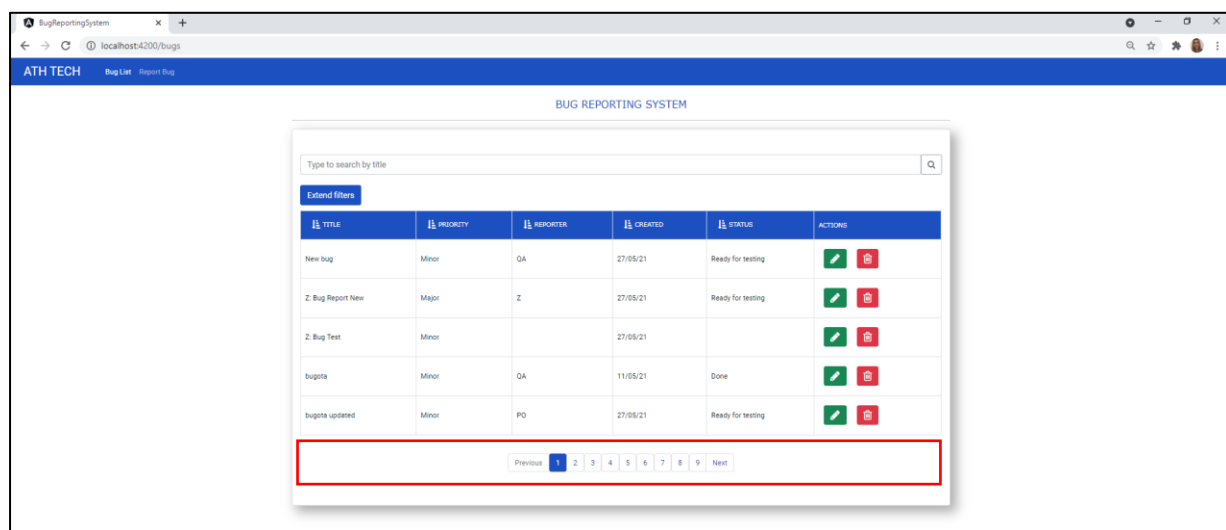 BugReportingSystem
localhost:4200/bugs
ATH TECH Bug List Report Bug
BUG REPORTING SYSTEM
Type to search by title
Extend filters
TITLE PRIORITY REPORTER CREATED STATUS ACTIONS
New bug Minor QA 27/05/21 Ready for testing
Z: Bug Report New Major Z 27/05/21 Ready for testing
Z: Bug Test Minor 27/05/21
bugota Minor QA 11/05/21 Done
bugota updated Minor PO 27/05/21 Ready for testing
Previous 1 2 3 4 5 6 7 8 9 Next